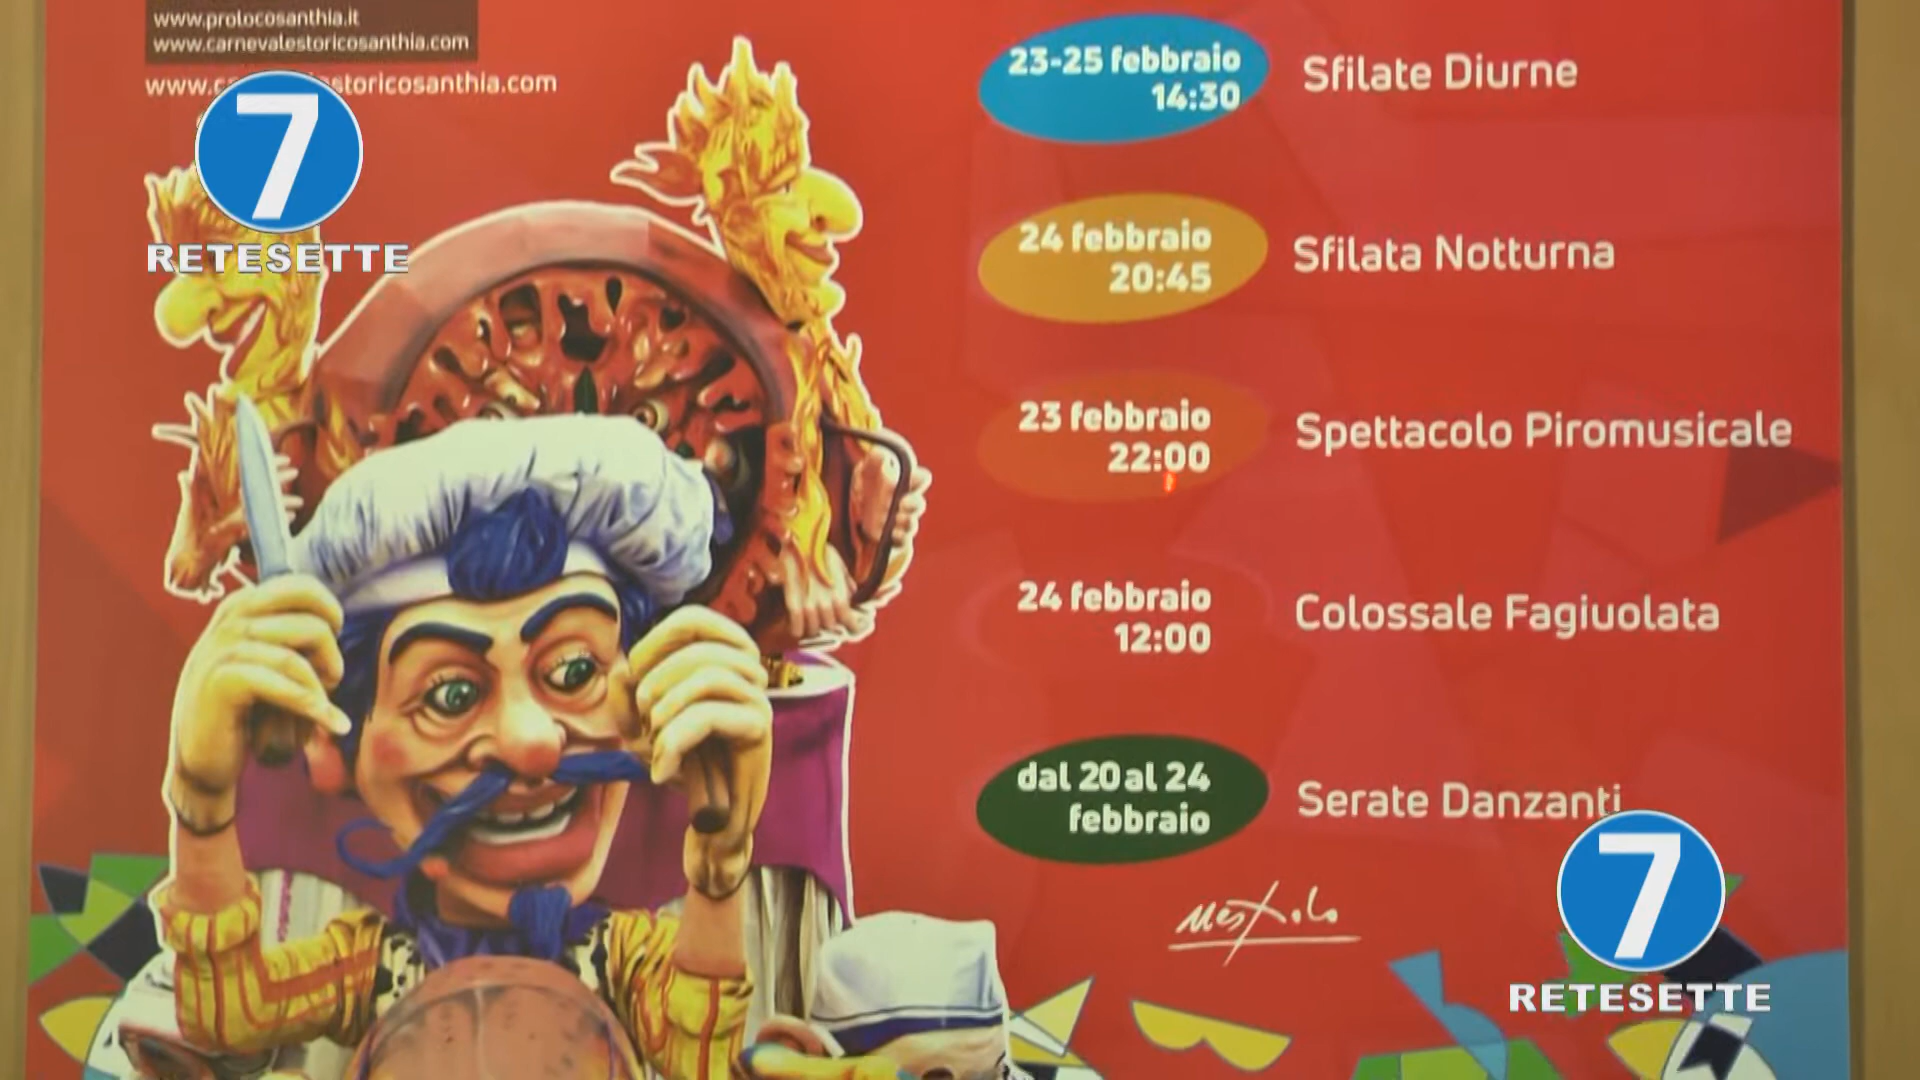 www.prolocosanthia.it
www.carnevalestoricosanthia.com
7
RETESETTE
23-25 febbraio
14:30
Sfilate Diurne
24 febbraio
20:45
Sfilata Notturna
23 febbraio
22:00
Spettacolo Piromusicale
24 febbraio
12:00
Colossale Fagiuolata
dal 20 al 24
febbraio
Serate Danzanti
7
RETESETTE